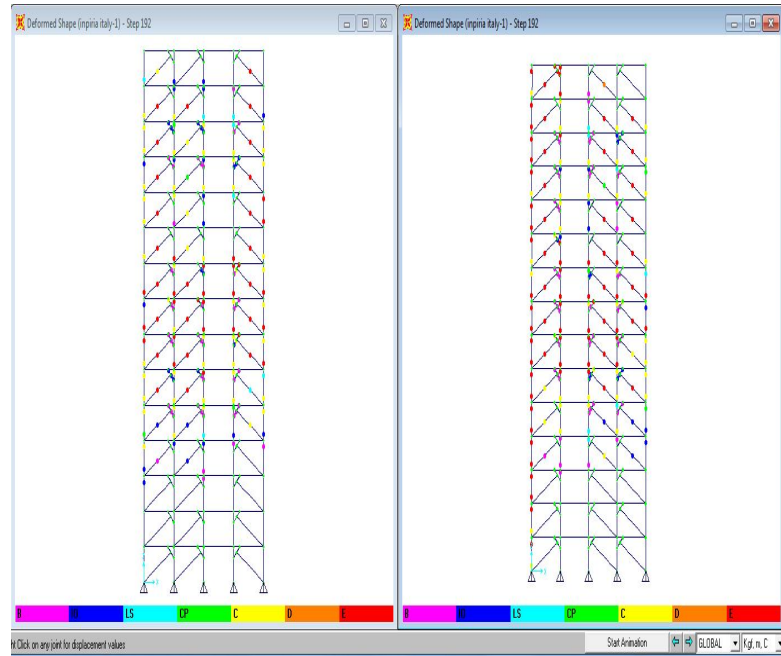 Deformed Shape (inpiria italy-1) - Step 192
Deformed Shape (inpiria italy-1) - Step 192
B IO LS CP C D E
B IO LS CP C D E
ht Click on any joint for displacement values
Start Animation
GLOBAL
Kgf, m, C